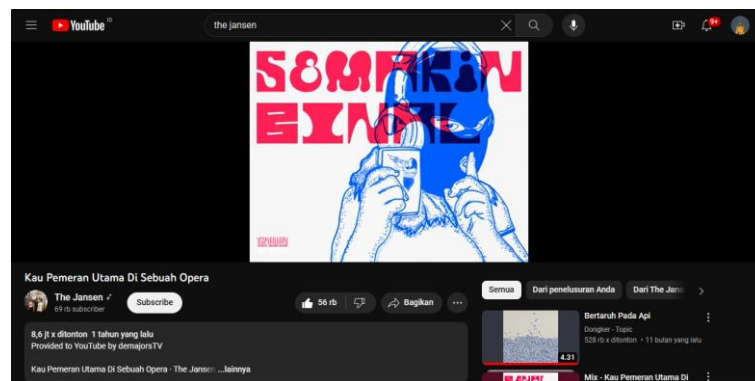 YouTube ID
the jansen
9+
SEMAKIN
BINAL
THE JANSEN
Kau Pemeran Utama Di Sebuah Opera
The Jansen
69 rb subscriber
Subscribe
56 rb
Bagikan
8,6 jt x ditonton 1 tahun yang lalu
Provided to YouTube by demajorsTV
Kau Pemeran Utama Di Sebuah Opera · The Jansen ...lainnya
Semua
Dari penelusuran Anda
Dari The Jans
Bertaruh Pada Api
Dongker - Topic
528 rb x ditonton • 11 bulan yang lalu
4.31
Mix - Kau Pemeran Utama Di